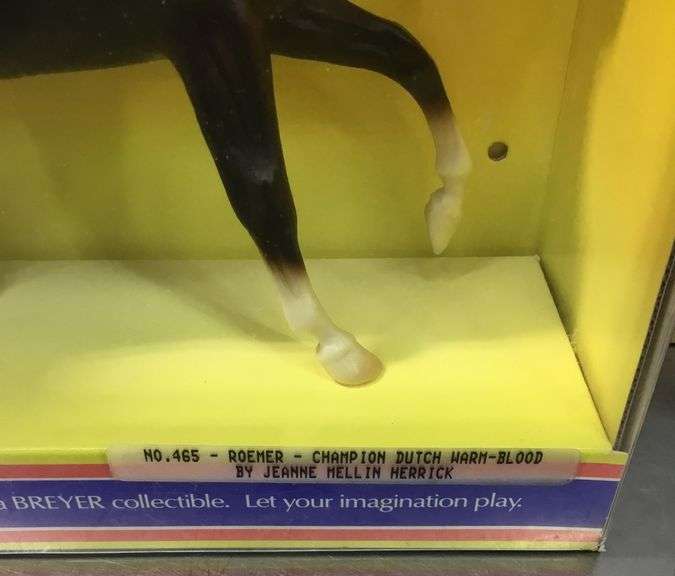 NO.465 - ROEMER - CHAMPION DUTCH WARM-BLOOD
BY JEANNE MELLIN HERRICK
a BREYER collectible. Let your imagination play.